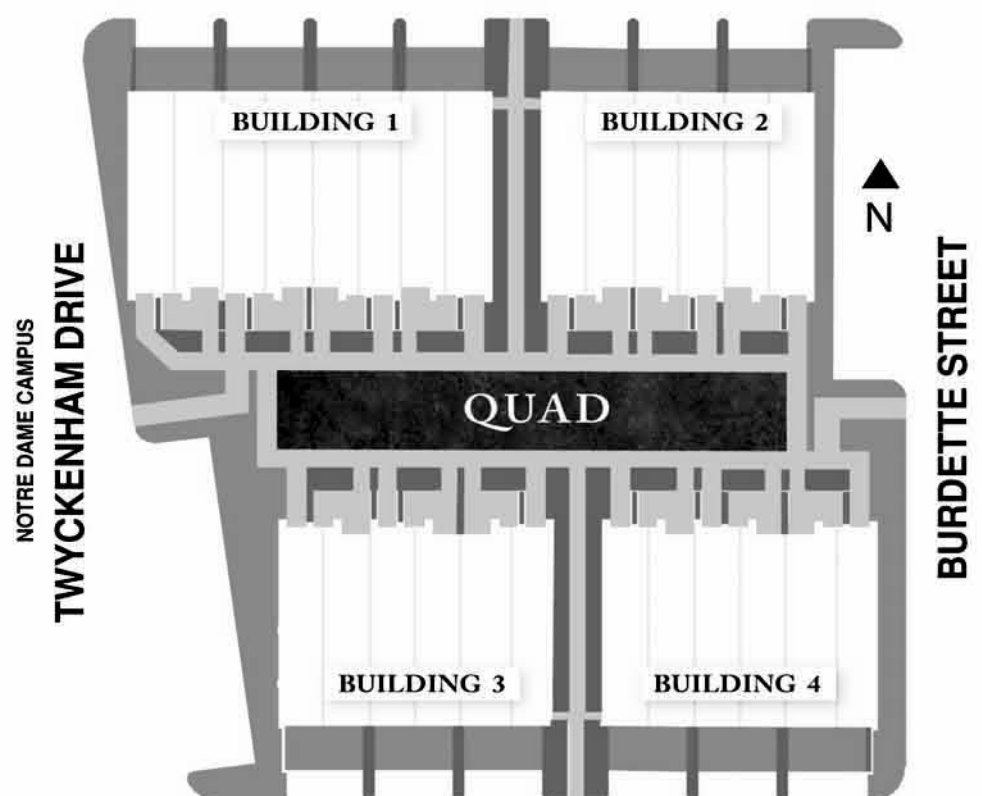 BUILDING 1
BUILDING 2
N
NOTRE DAME CAMPUS
TWYCKENHAM DRIVE
BURDETTE STREET
QUAD
BUILDING 3
BUILDING 4